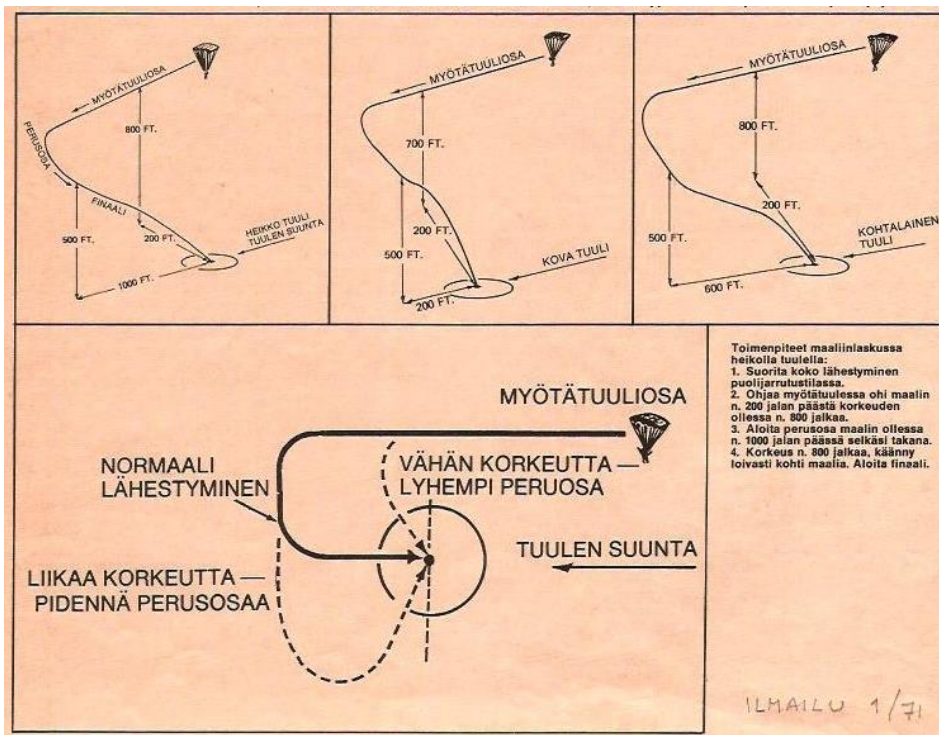 MYÖTÄTUULIOSA
PERUSOSA
800 FT.
FINAALI
500 FT.
200 FT.
1000 FT.
HEIKKO TUULI
TUULEN SUUNTA
MYÖTÄTUULIOSA
700 FT.
200 FT.
500 FT.
200 FT.
KOVA TUULI
MYÖTÄTUULIOSA
800 FT.
200 FT.
500 FT.
600 FT.
KOHTALAINEN
TUULI
MYÖTÄTUULIOSA
NORMAALI
LÄHESTYMINEN
VÄHÄN KORKEUTTA —
LYHEMPI PERUOSA
TUULEN SUUNTA
LIIKAA KORKEUTTA —
PIDENNÄ PERUSOSAA
Toimenpiteet maaliinlaskussa
heikolla tuulella:
1. Suorita koko lähestyminen
puolijarrutustilassa.
2. Ohjaa myötätuulessa ohi maalin
n. 200 jalan päästä korkeuden
ollessa n. 800 jalkaa.
3. Aloita perusosa maalin ollessa
n. 1000 jalan päässä selkäsi takana.
4. Korkeus n. 800 jalkaa, käänny
loivasti kohti maalia. Aloita finaali.
ILMAILU 1/71